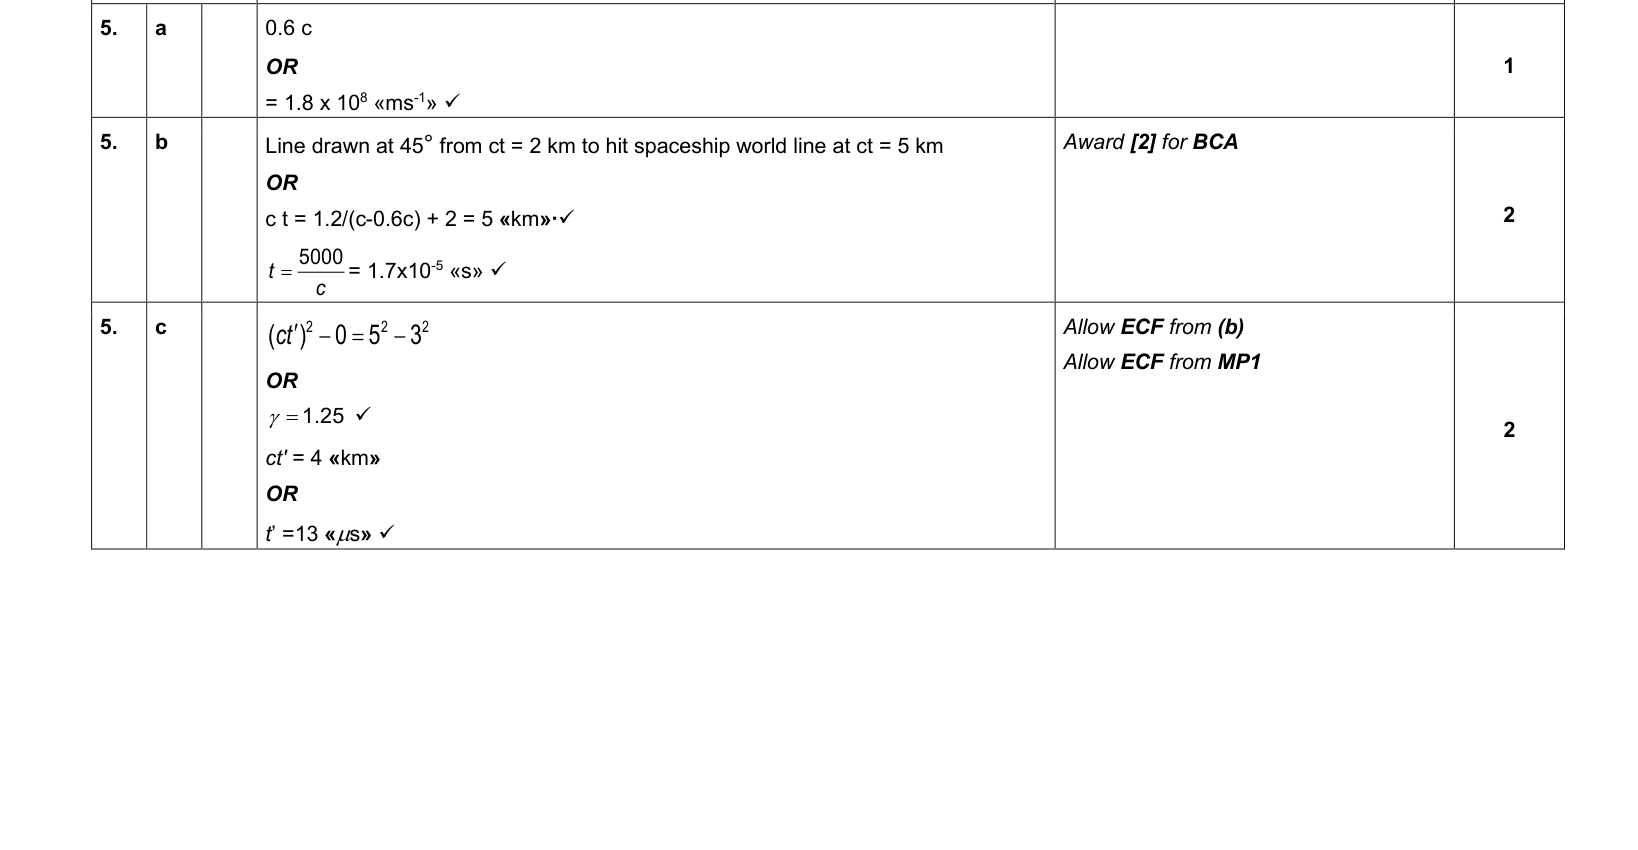 5. a 0.6 c
OR
= 1.8 x 10⁸ «ms⁻¹» ✓
1
5. b Line drawn at 45° from ct = 2 km to hit spaceship world line at ct = 5 km
Award [2] for BCA
OR
c t = 1.2/(c-0.6c) + 2 = 5 «km»·✓
2
t = 5000/c = 1.7x10⁻⁵ «s» ✓
5. c (ct′)² – 0 = 5² – 3²
Allow ECF from (b)
Allow ECF from MP1
OR
γ = 1.25 ✓
2
ct′ = 4 «km»
OR
t′ =13 «μs» ✓